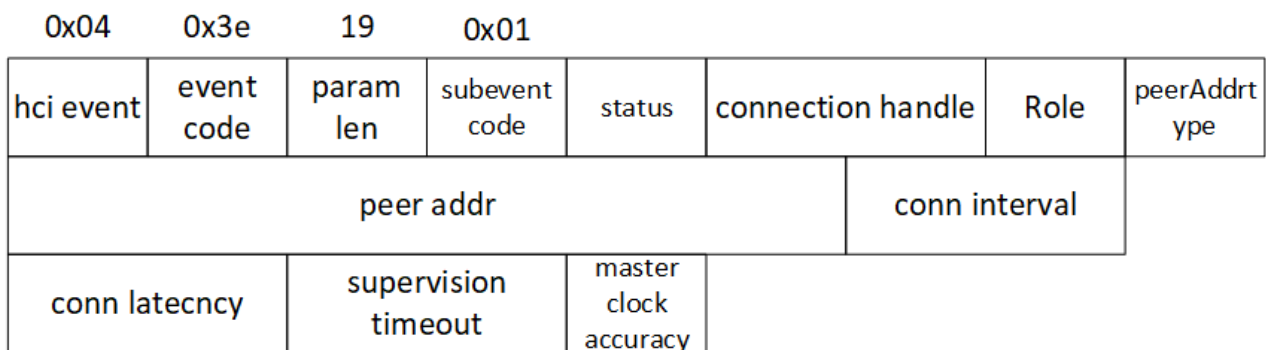 0x04 0x3e 19 0x01
hci event event code param len subevent code status connection handle Role peerAddrt ype
peer addr conn interval
conn latecncy supervision timeout master clock accuracy